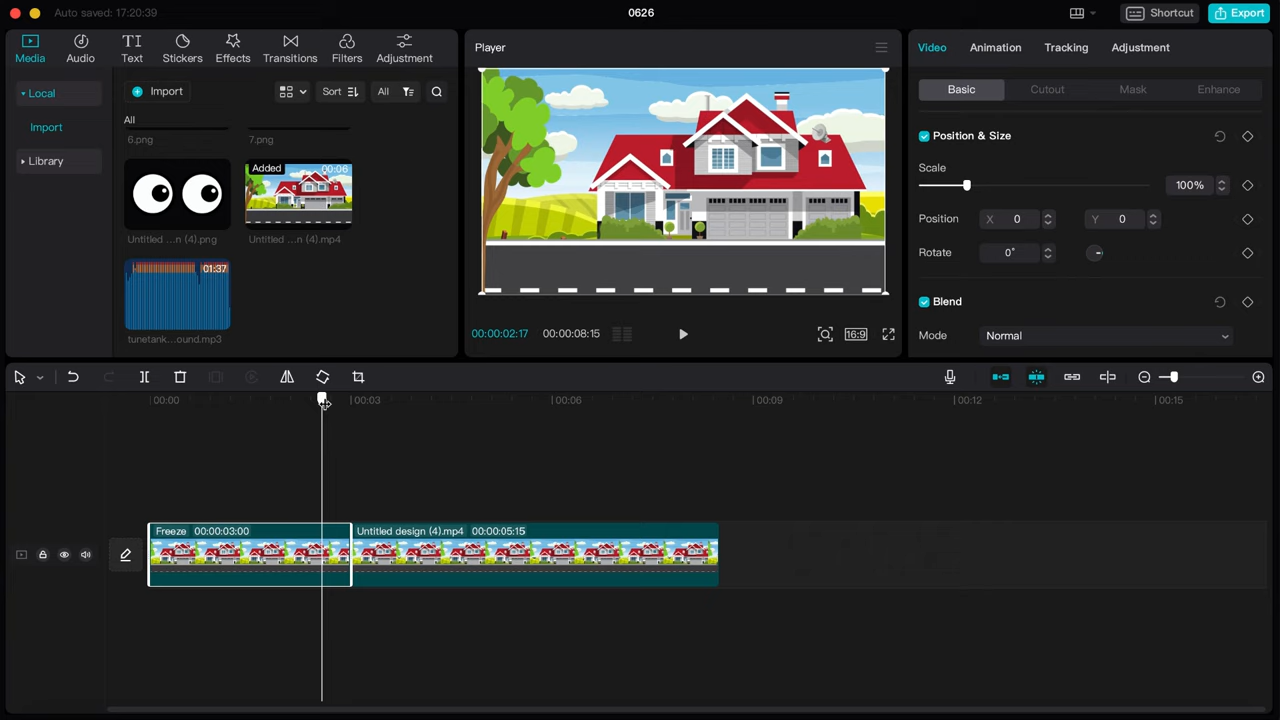 Auto saved: 17:20:39
0626
Shortcut
Export
Media
Audio
Text
Stickers
Effects
Transitions
Filters
Adjustment
Local
Import
Library
Import
Sort
All
All
6.png
7.png
Added
00:06
Untitled ...n (4).png
Untitled ...n (4).mp4
01:37
tunetank...ound.mp3
Player
00:00:02:17
00:00:08:15
16:9
Video
Animation
Tracking
Adjustment
Basic
Cutout
Mask
Enhance
Position & Size
Scale
100%
Position
X 0
Y 0
Rotate
0°
Blend
Mode
Normal
00:00
00:03
00:06
00:09
00:12
00:15
Freeze 00:00:03:00
Untitled design (4).mp4 00:00:05:15